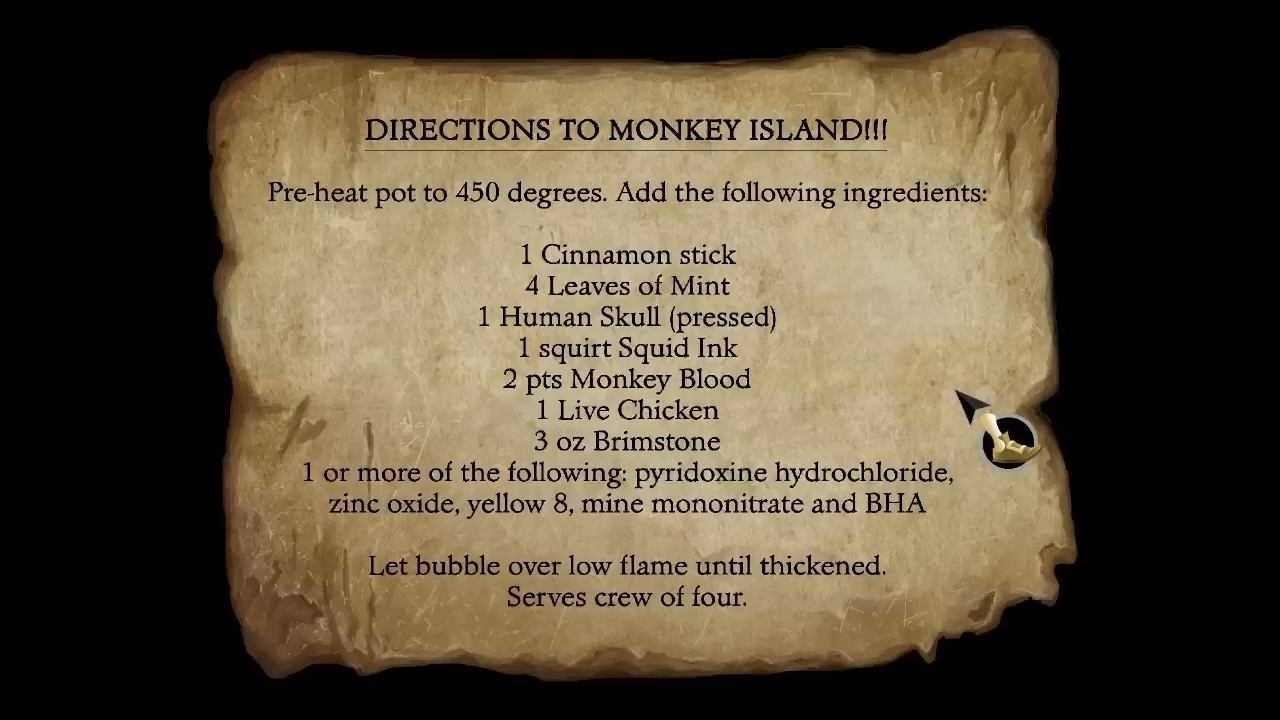 DIRECTIONS TO MONKEY ISLAND!!!
Pre-heat pot to 450 degrees. Add the following ingredients:
1 Cinnamon stick
4 Leaves of Mint
1 Human Skull (pressed)
1 squirt Squid Ink
2 pts Monkey Blood
1 Live Chicken
3 oz Brimstone
1 or more of the following: pyridoxine hydrochloride,
zinc oxide, yellow 8, mine mononitrate and BHA
Let bubble over low flame until thickened.
Serves crew of four.